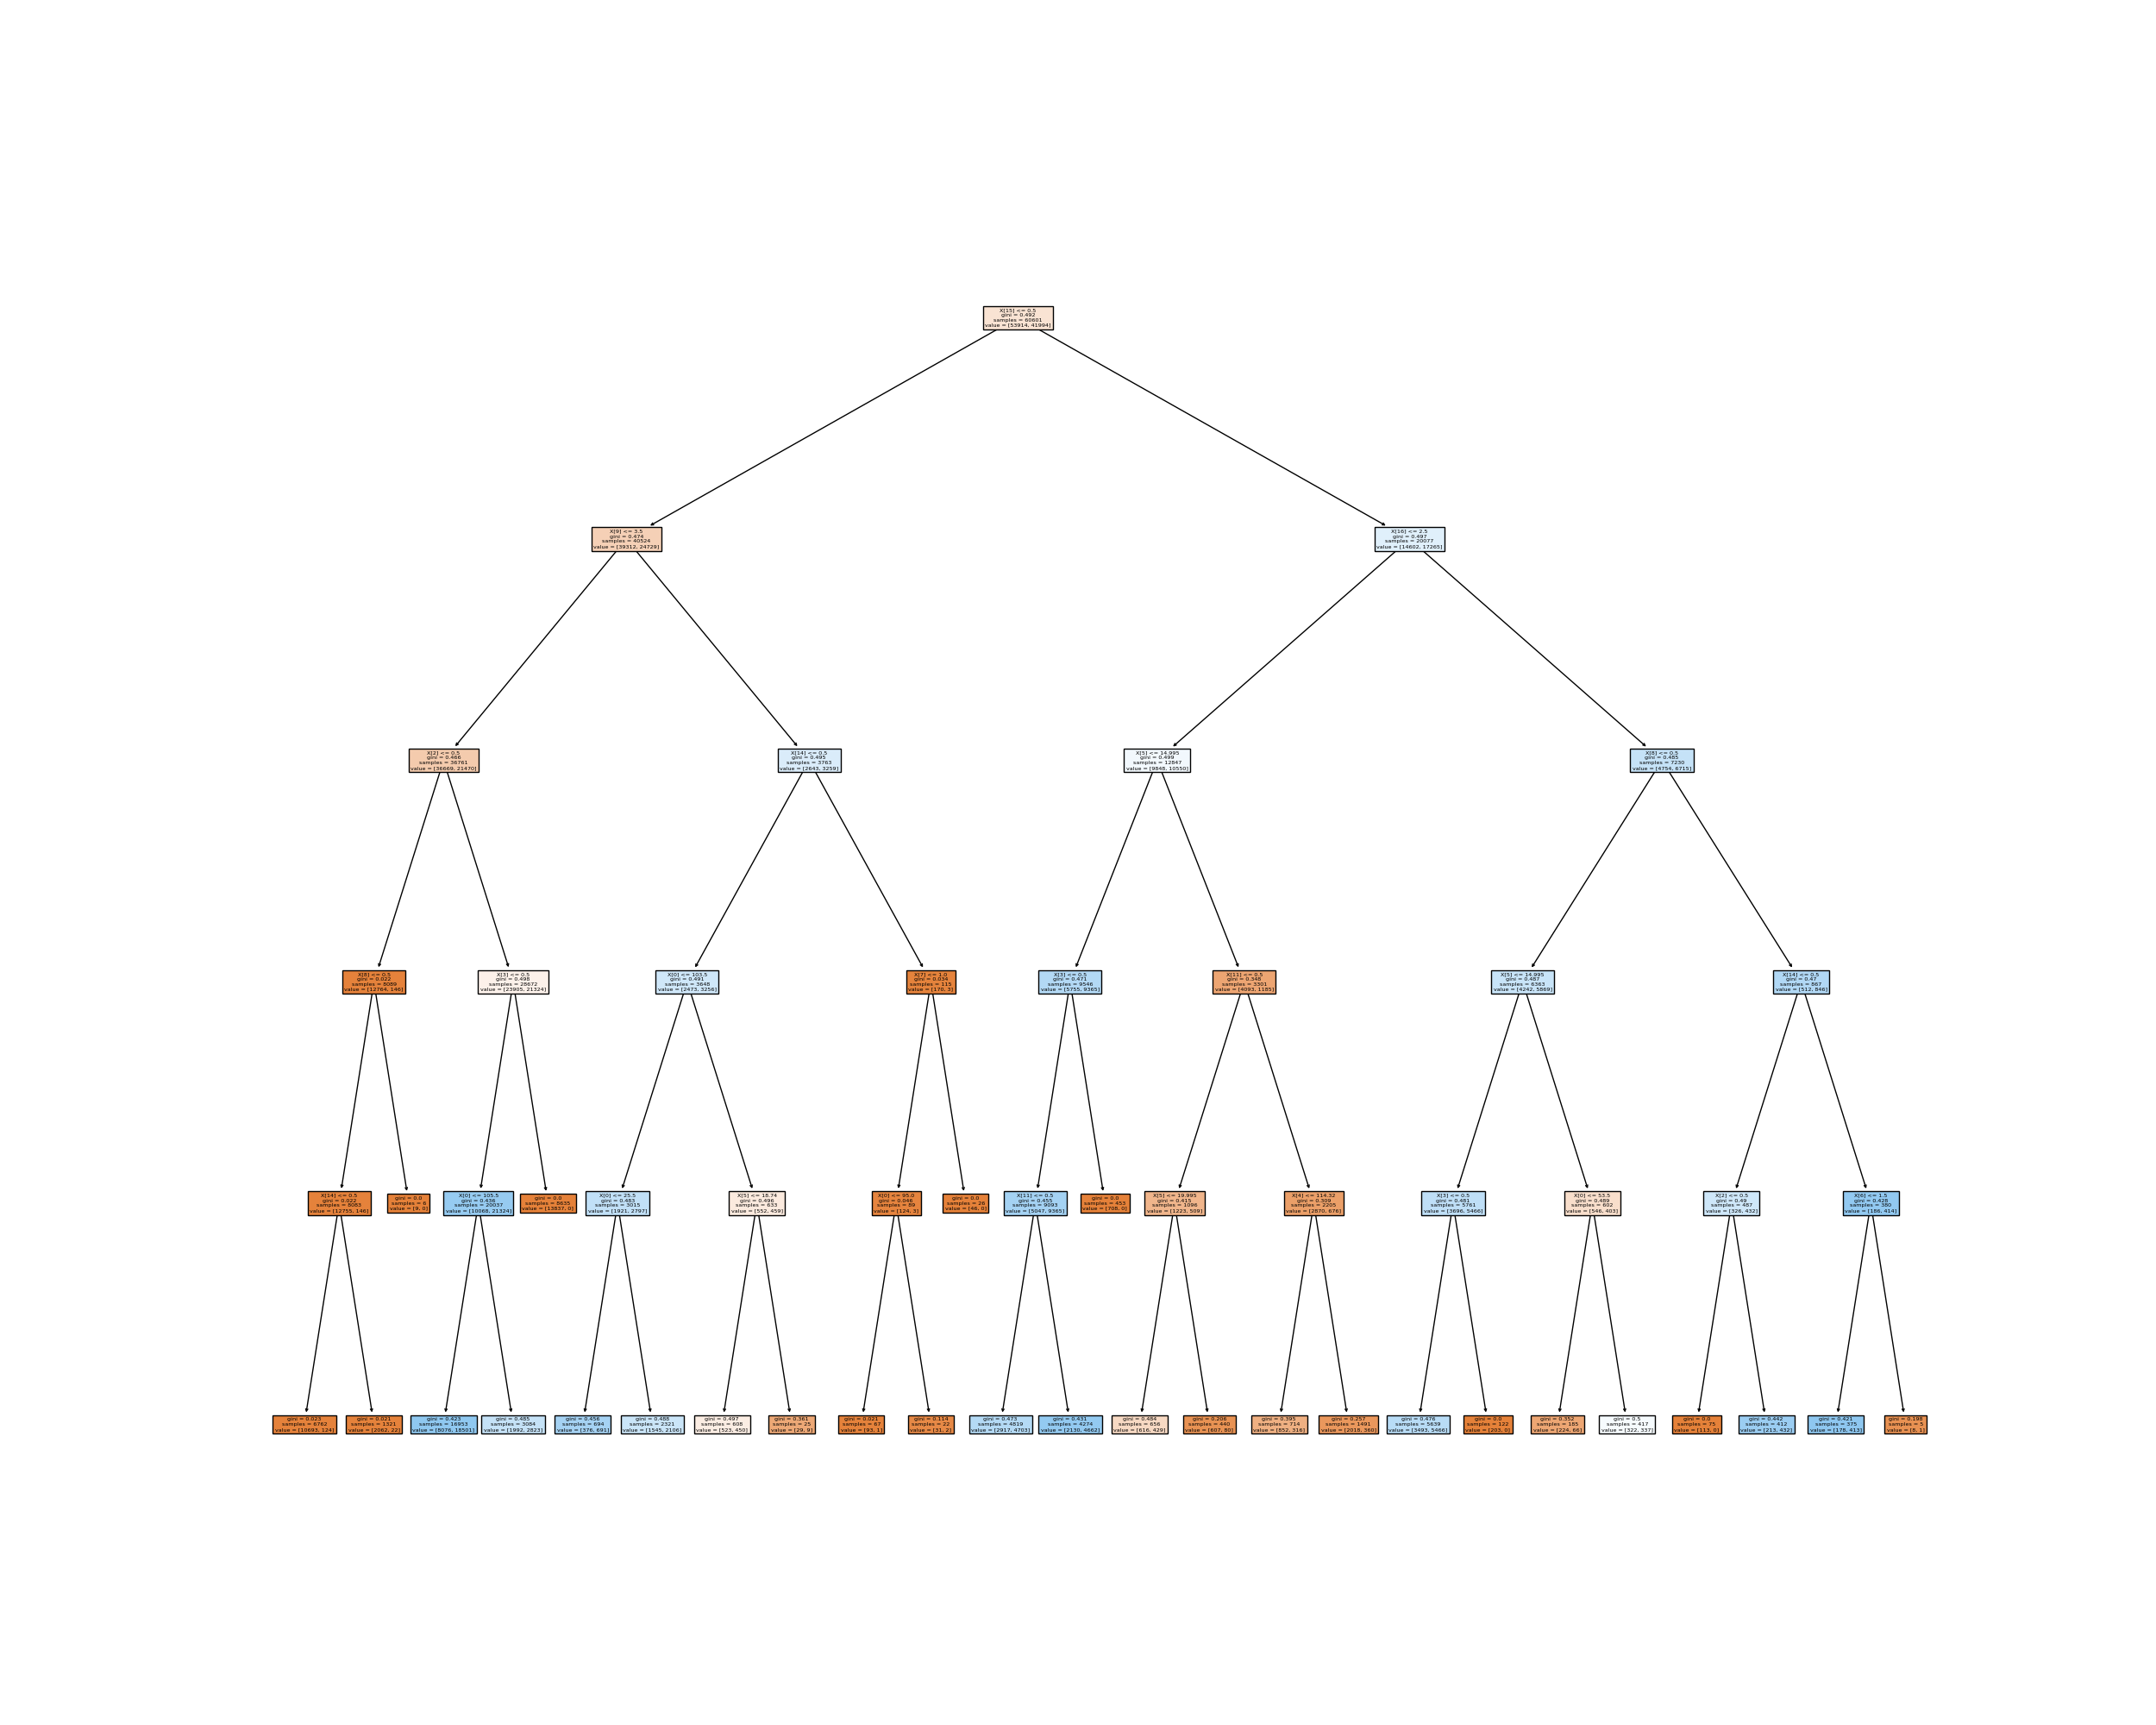 X[15] <= 0.5
gini = 0.492
samples = 60601
value = [53914, 41994]
X[9] <= 3.5
gini = 0.474
samples = 40524
value = [39312, 24729]
X[16] <= 2.5
gini = 0.497
samples = 20077
value = [14602, 17265]
X[2] <= 0.5
gini = 0.466
samples = 36761
value = [36669, 21470]
X[14] <= 0.5
gini = 0.495
samples = 3763
value = [2643, 3259]
X[5] <= 14.995
gini = 0.499
samples = 12847
value = [9848, 10550]
X[8] <= 0.5
gini = 0.485
samples = 7230
value = [4754, 6715]
X[8] <= 0.5
gini = 0.022
samples = 8089
value = [12764, 146]
X[3] <= 0.5
gini = 0.498
samples = 28672
value = [23905, 21324]
X[0] <= 103.5
gini = 0.491
samples = 3648
value = [2473, 3256]
X[7] <= 1.0
gini = 0.034
samples = 115
value = [170, 3]
X[3] <= 0.5
gini = 0.471
samples = 9546
value = [5755, 9365]
X[11] <= 0.5
gini = 0.348
samples = 3301
value = [4093, 1185]
X[5] <= 14.995
gini = 0.487
samples = 6363
value = [4242, 5869]
X[14] <= 0.5
gini = 0.47
samples = 867
value = [512, 846]
X[14] <= 0.5
gini = 0.022
samples = 8083
value = [12755, 146]
gini = 0.0
samples = 6
value = [9, 0]
X[0] <= 105.5
gini = 0.436
samples = 20037
value = [10068, 21324]
gini = 0.0
samples = 8635
value = [13837, 0]
X[0] <= 25.5
gini = 0.483
samples = 3015
value = [1921, 2797]
X[5] <= 18.74
gini = 0.496
samples = 633
value = [552, 459]
X[0] <= 85.0
gini = 0.046
samples = 89
value = [124, 3]
gini = 0.0
samples = 26
value = [46, 0]
X[11] <= 0.5
gini = 0.455
samples = 9093
value = [5047, 9365]
gini = 0.0
samples = 453
value = [708, 0]
X[5] <= 19.995
gini = 0.415
samples = 1096
value = [1223, 509]
X[4] <= 114.32
gini = 0.309
samples = 2205
value = [2870, 676]
X[3] <= 0.5
gini = 0.481
samples = 5761
value = [3696, 5466]
X[0] <= 53.5
gini = 0.489
samples = 602
value = [546, 403]
X[2] <= 0.5
gini = 0.49
samples = 487
value = [326, 432]
X[6] <= 1.5
gini = 0.428
samples = 380
value = [186, 414]
gini = 0.023
samples = 6762
value = [10693, 124]
gini = 0.021
samples = 1321
value = [2062, 22]
gini = 0.423
samples = 16953
value = [8076, 18501]
gini = 0.485
samples = 3084
value = [1992, 2823]
gini = 0.456
samples = 694
value = [376, 691]
gini = 0.488
samples = 2321
value = [1545, 2106]
gini = 0.497
samples = 608
value = [523, 450]
gini = 0.361
samples = 25
value = [29, 9]
gini = 0.021
samples = 67
value = [93, 1]
gini = 0.114
samples = 22
value = [31, 2]
gini = 0.473
samples = 4819
value = [2917, 4703]
gini = 0.431
samples = 4274
value = [2130, 4662]
gini = 0.484
samples = 656
value = [616, 429]
gini = 0.206
samples = 440
value = [607, 80]
gini = 0.395
samples = 714
value = [852, 316]
gini = 0.257
samples = 1491
value = [2018, 360]
gini = 0.476
samples = 5639
value = [3493, 5466]
gini = 0.0
samples = 122
value = [203, 0]
gini = 0.352
samples = 185
value = [224, 66]
gini = 0.5
samples = 417
value = [322, 337]
gini = 0.0
samples = 75
value = [113, 0]
gini = 0.442
samples = 412
value = [213, 432]
gini = 0.421
samples = 375
value = [178, 413]
gini = 0.198
samples = 5
value = [8, 1]